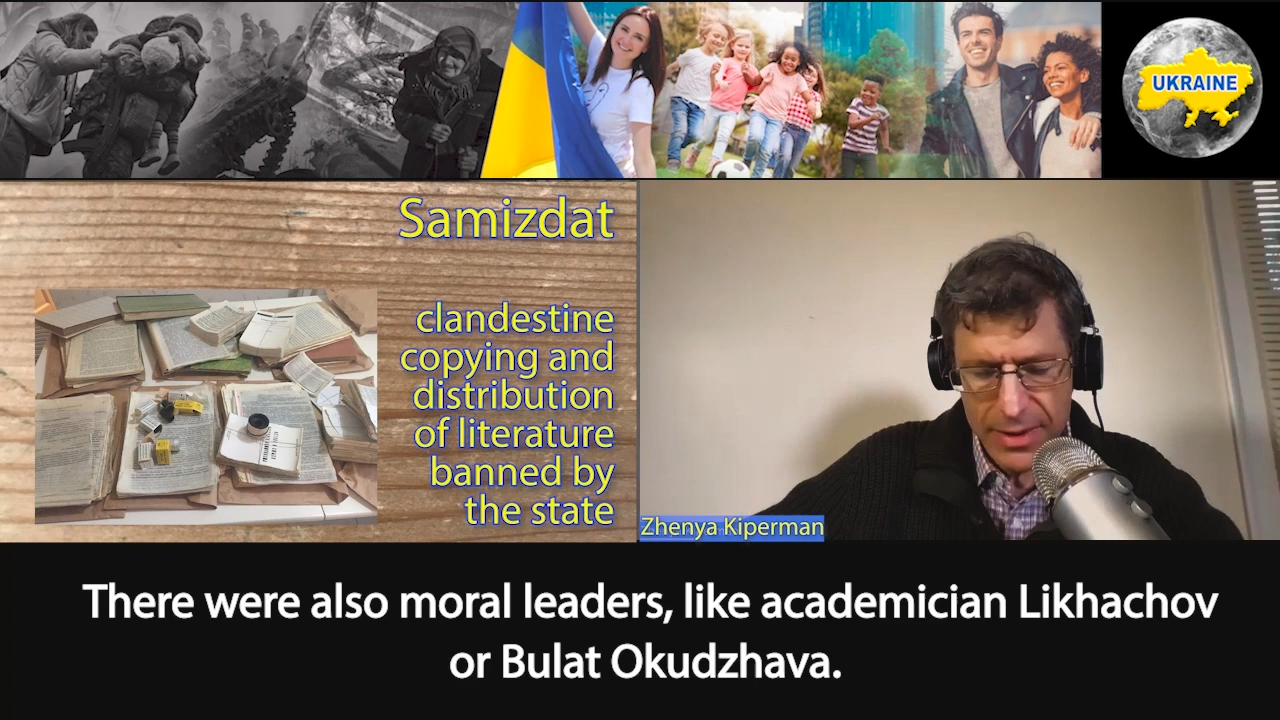 UKRAINE
Samizdat
clandestine
copying and
distribution
of literature
banned by
the state
Zhenya Kiperman
There were also moral leaders, like academician Likhachov
or Bulat Okudzhava.